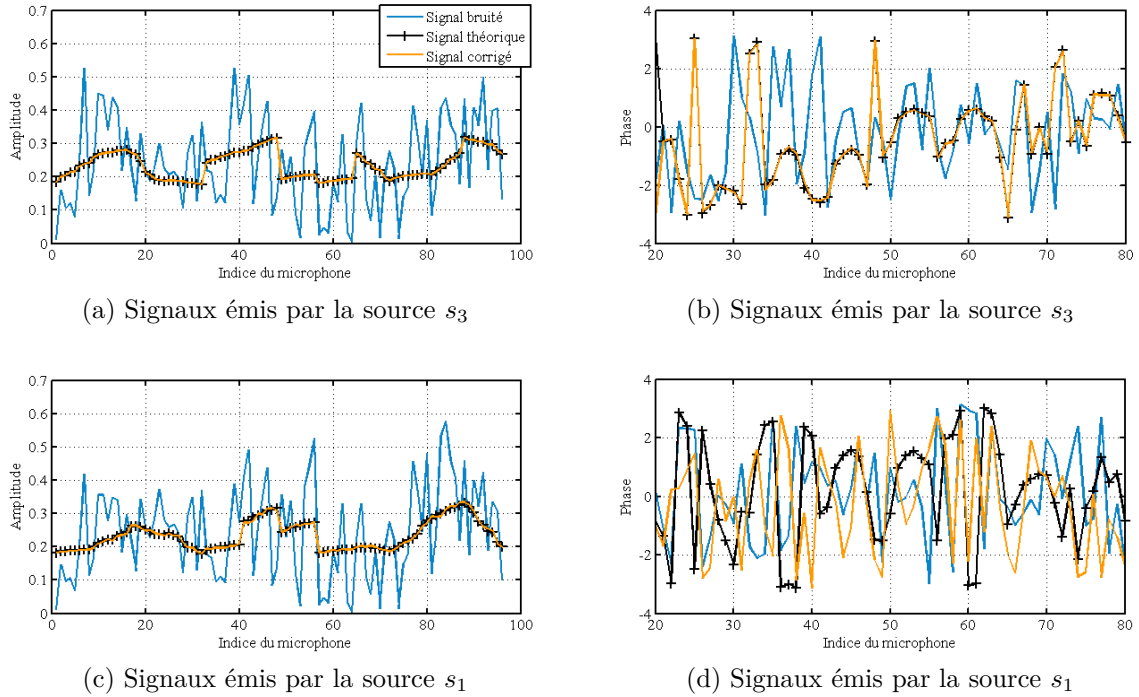 0.7
0.6
0.5
0.4
0.3
0.2
0.1
0
Amplitude
0 20 40 60 80 100
Indice du microphone
Signal bruité
Signal théorique
Signal corrigé
(a) Signaux émis par la source s₃
4
2
0
-2
-4
Phase
20 30 40 50 60 70 80
Indice du microphone
(b) Signaux émis par la source s₃
0.7
0.6
0.5
0.4
0.3
0.2
0.1
0
Amplitude
0 20 40 60 80 100
Indice du microphone
(c) Signaux émis par la source s₁
4
2
0
-2
-4
Phase
20 30 40 50 60 70 80
Indice du microphone
(d) Signaux émis par la source s₁